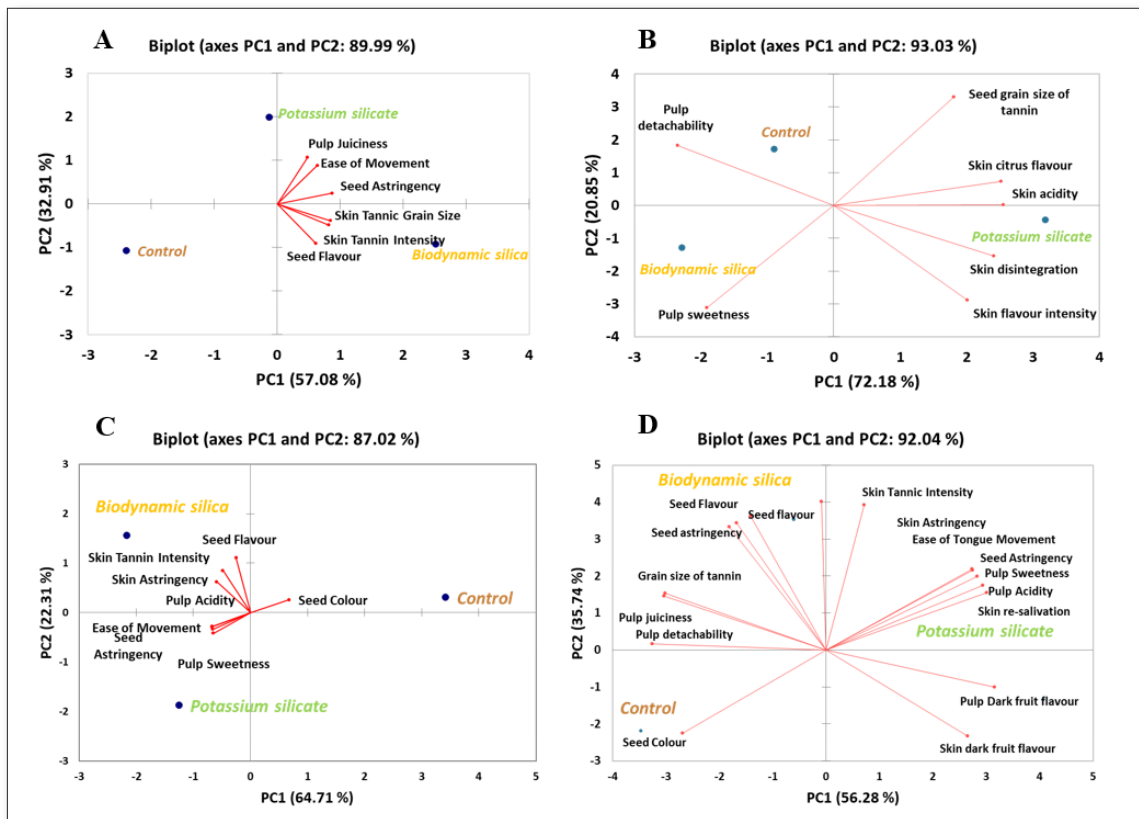 A
Biplot (axes PC1 and PC2: 89.99 %)
3
2
1
0
-1
-2
-3
-3
-2
-1
0
1
2
3
4
PC2 (32.91 %)
PC1 (57.08 %)
Potassium silicate
Pulp Juiciness
Ease of Movement
Seed Astringency
Skin Tannic Grain Size
Skin Tannin Intensity
Seed Flavour
Control
Biodynamic silica
B
Biplot (axes PC1 and PC2: 93.03 %)
4
3
2
1
0
-1
-2
-3
-4
-4
-3
-2
-1
0
1
2
3
4
PC2 (20.85 %)
PC1 (72.18 %)
Pulp
detachability
Control
Seed grain size of
tannin
Skin citrus flavour
Skin acidity
Potassium silicate
Biodynamic silica
Skin disintegration
Pulp sweetness
Skin flavour intensity
C
Biplot (axes PC1 and PC2: 87.02 %)
3
2
1
0
-1
-2
-3
-3
-2
-1
0
1
2
3
4
5
PC2 (22.31 %)
PC1 (64.71 %)
Biodynamic silica
Seed Flavour
Skin Tannin Intensity
Skin Astringency
Pulp Acidity
Seed Colour
Control
Ease of Movement
Seed
Astringency
Pulp Sweetness
Potassium silicate
D
Biplot (axes PC1 and PC2: 92.04 %)
5
4
3
2
1
0
-1
-2
-3
-4
-3
-2
-1
0
1
2
3
4
5
PC2 (35.74 %)
PC1 (56.28 %)
Biodynamic silica
Seed Flavour
Seed flavour
Seed astringency
Skin Tannic Intensity
Skin Astringency
Ease of Tongue Movement
Seed Astringency
Pulp Sweetness
Pulp Acidity
Skin re-salivation
Potassium silicate
Grain size of tannin
Pulp juiciness
Pulp detachability
Control
Seed Colour
Pulp Dark fruit flavour
Skin dark fruit flavour